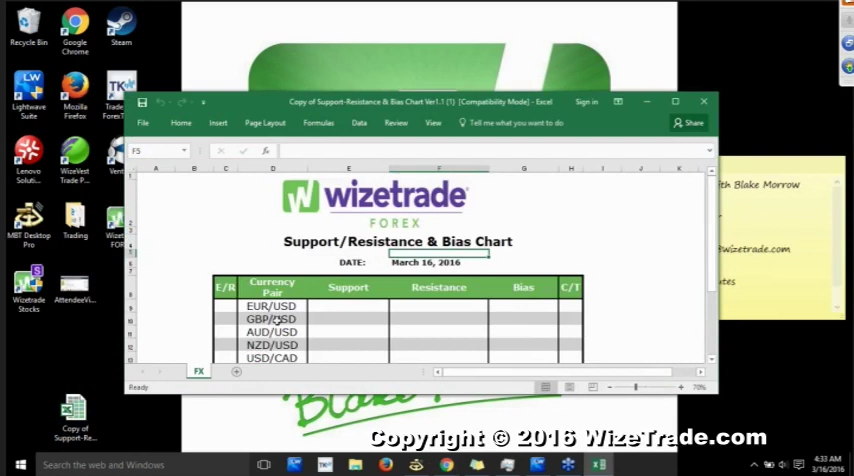 Recycle Bin
Google Chrome
Steam
Copy of Support-Resistance & Bias Chart Ver1.1 (1) [Compatibility Mode] - Excel
Sign in
File Home Insert Page Layout Formulas Data Review View Tell me what you want to do Share
Lightwave Suite
Mozilla Firefox
F5
fx
A B C D E F G H I J K
wizetrade
FOREX
Support/Resistance & Bias Chart
DATE: March 16, 2016
E/R Currency Pair Support Resistance Bias C/T
EUR/USD
GBP/USD
AUD/USD
NZD/USD
USD/CAD
FX
Ready
70%
Lenovo Soluti...
WizeVest Trade P...
MBT Desktop Pro
Trading
Wizetrade Stocks
AttendeeVi...
Copy of Support-Re...
with Blake Morrow
wizetrade.com
Copyright © 2016 WizeTrade.com
Search the web and Windows
4:33 AM
3/16/2016